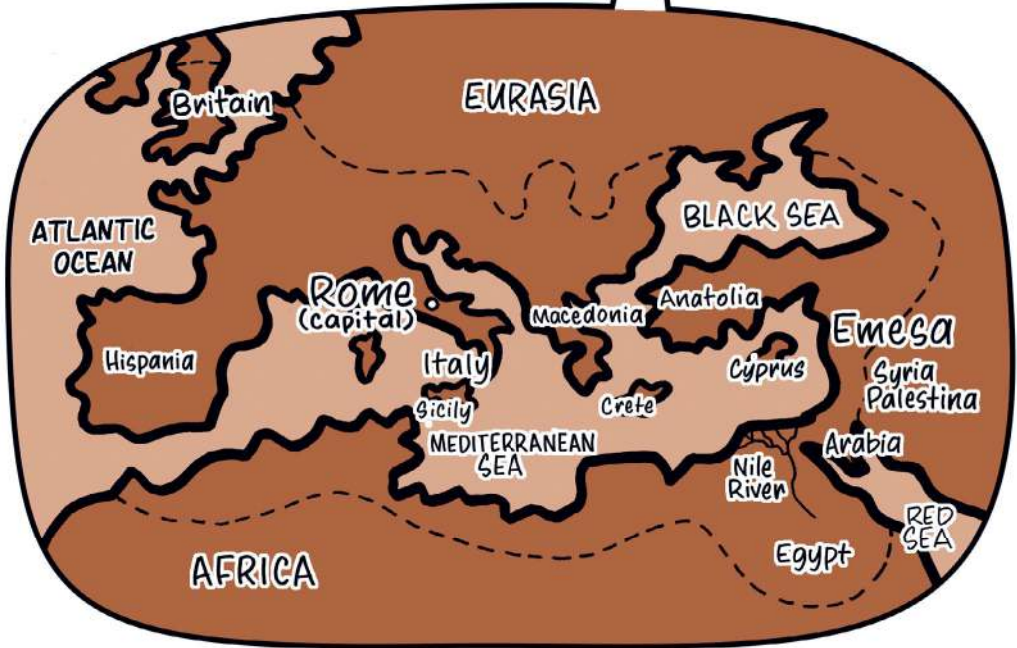 Britain
EURASIA
ATLANTIC
OCEAN
BLACK SEA
Rome
(capital)
Macedonia
Anatolia
Emesa
Hispania
Italy
Cyprus
Syria
Palestina
Sicily
Crete
MEDITERRANEAN
SEA
Arabia
Nile
River
RED
SEA
Egypt
AFRICA